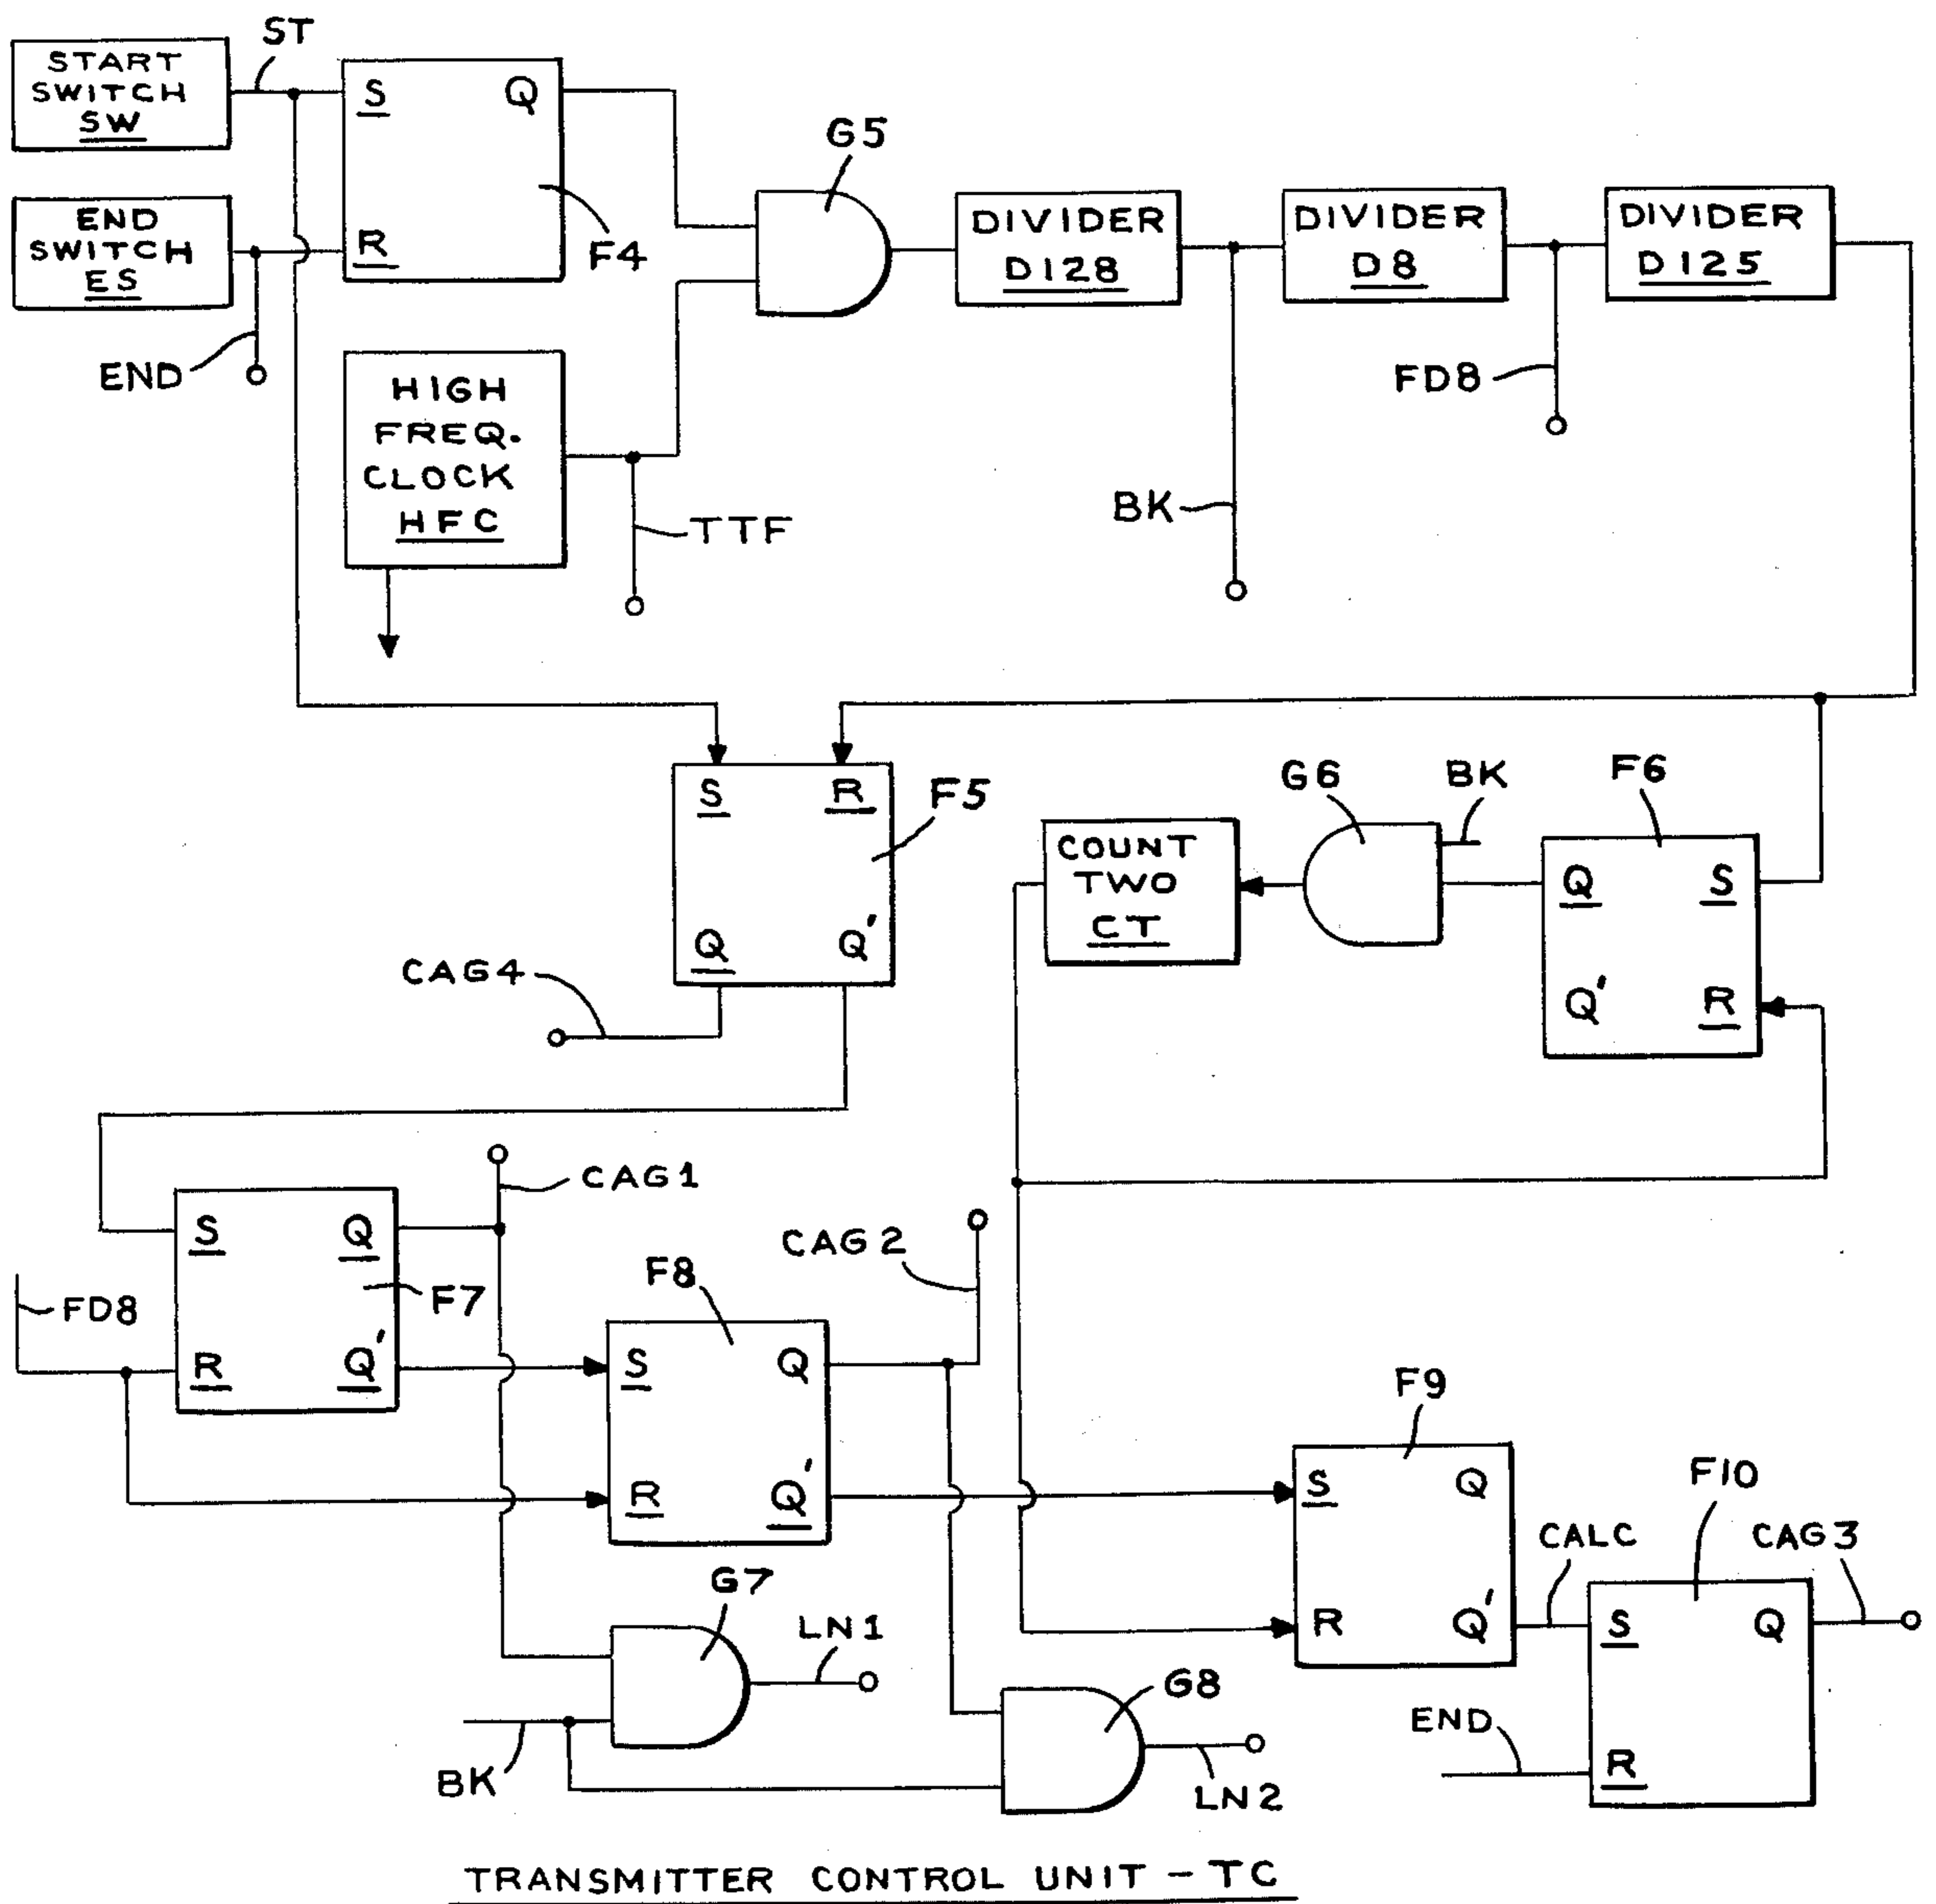 ST
START
SWITCH
SW
S
Q
R
F4
END
SWITCH
ES
END
G5
DIVIDER
D128
DIVIDER
D8
DIVIDER
D125
HIGH
FREQ.
CLOCK
HFC
TTF
BK
FD8
S
R
F5
Q
Q'
CAG4
COUNT
TWO
CT
G6
BK
F6
Q
S
Q'
R
CAG1
S
Q
F7
FD8
R
Q'
F8
CAG2
S
Q
R
Q'
F9
S
Q
R
Q'
CALC
F10
CAG3
S
Q
END
R
G7
LN1
BK
G8
LN2
TRANSMITTER CONTROL UNIT - TC